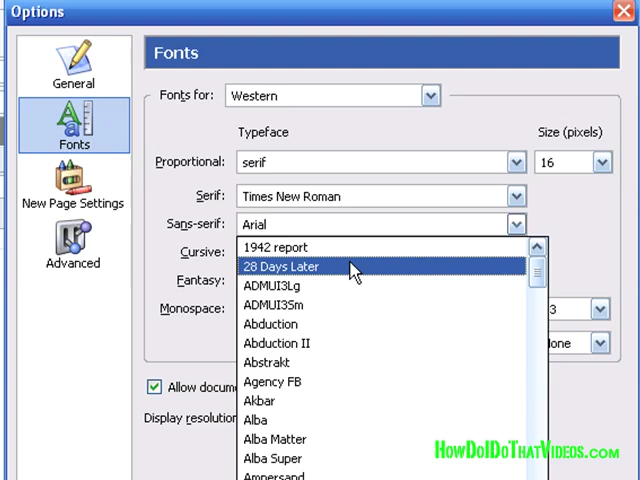 Options
General
Fonts
New Page Settings
Advanced
Fonts
Fonts for: Western
Typeface Size (pixels)
Proportional: serif 16
Serif: Times New Roman
Sans-serif: Arial
Cursive:
Fantasy:
Monospace: 3
1942 report
28 Days Later
ADMUI3Lg
ADMUI3Sm
Abduction
Abduction II
Abstrakt
Agency FB
Akbar
Alba
Alba Matter
Alba Super
Ampersand
lone
Allow docum
Display resolution
HowDoIDoThatVideos.com